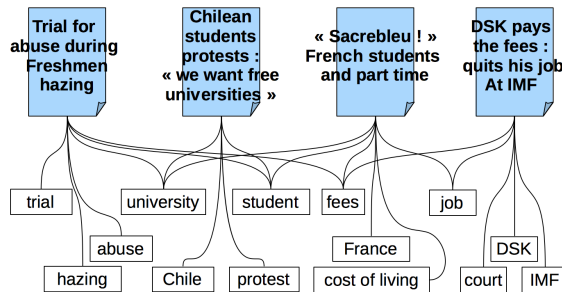 Trial for
abuse during
Freshmen
hazing
Chilean
students
protests :
« we want free
universities »
« Sacrebleu ! »
French students
and part time
DSK pays
the fees :
quits his job
At IMF
trial
university
student
fees
job
abuse
France
DSK
hazing
Chile
protest
cost of living
court
IMF